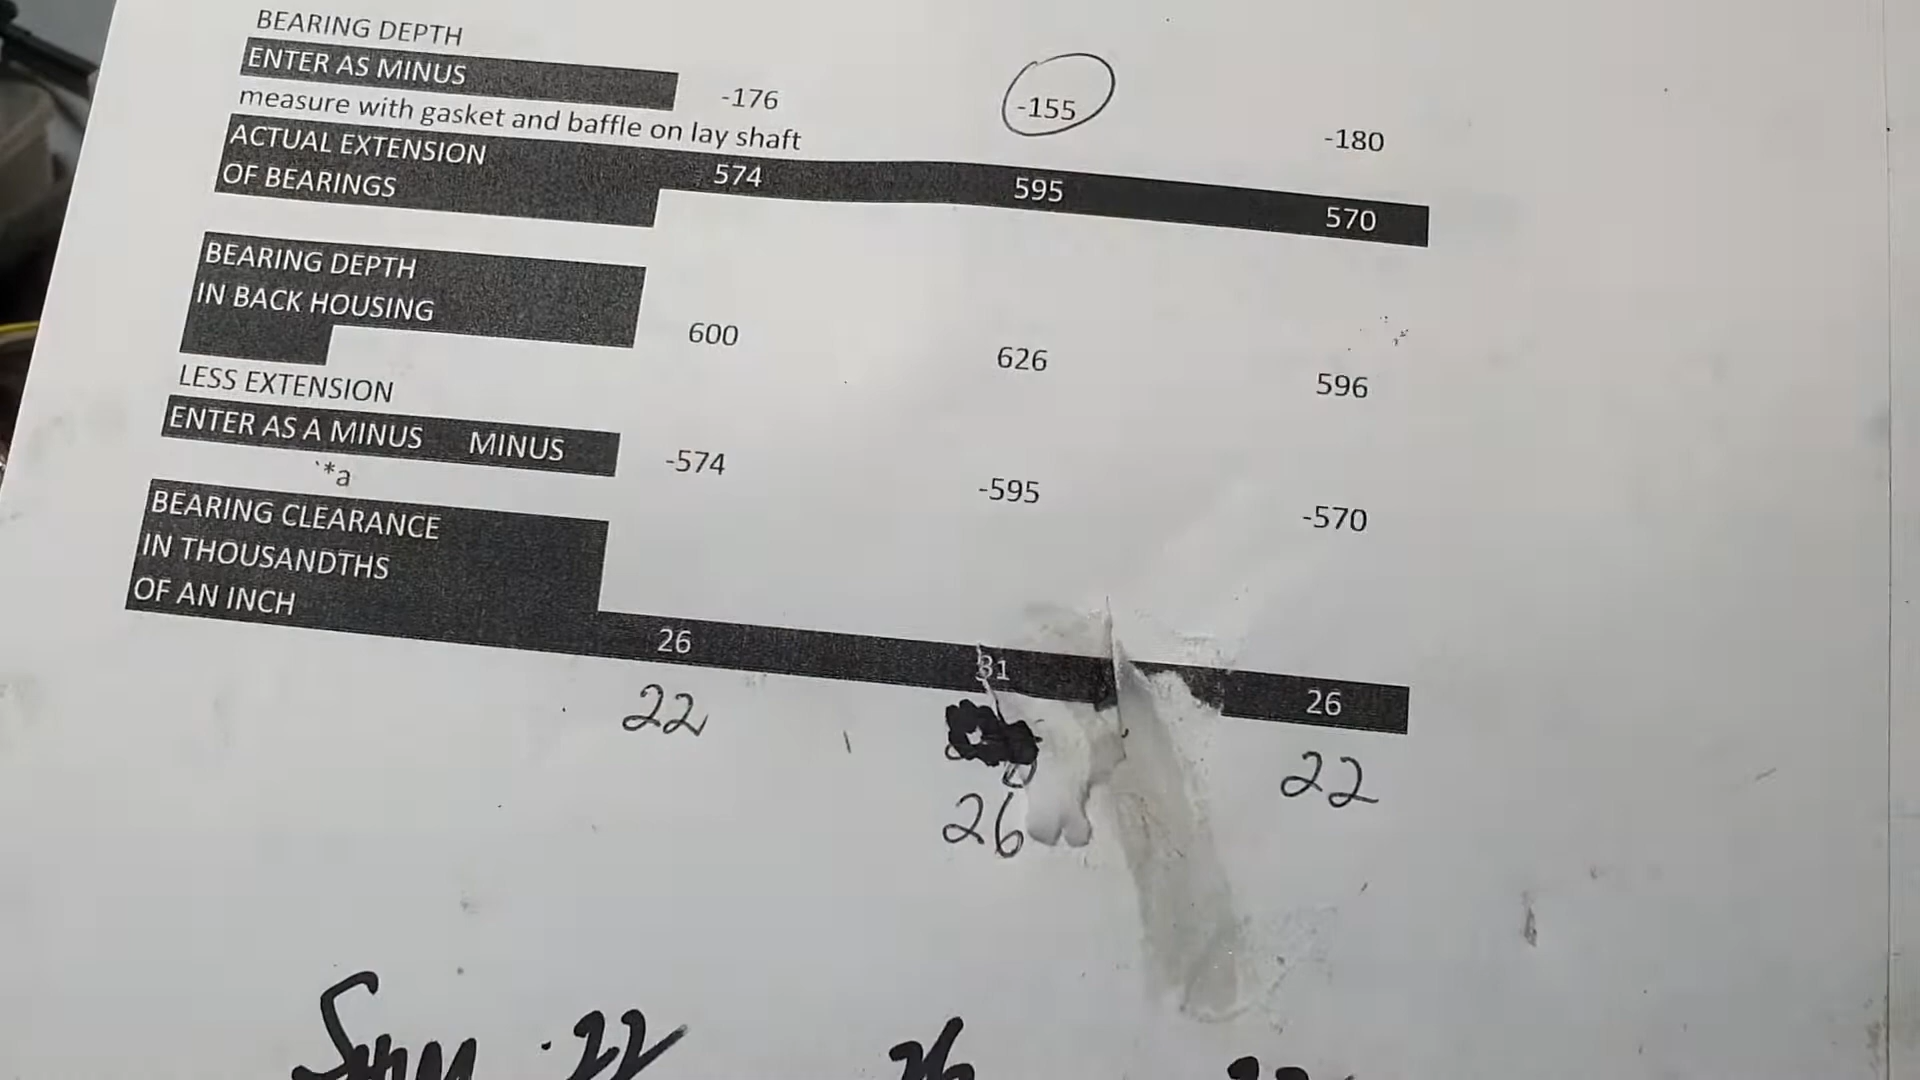 BEARING DEPTH
ENTER AS MINUS -176 -155 -180
measure with gasket and baffle on lay shaft
ACTUAL EXTENSION
OF BEARINGS 574 595 570
BEARING DEPTH
IN BACK HOUSING 600 626 596
LESS EXTENSION
ENTER AS A MINUS MINUS -574 -595 -570
`*a
BEARING CLEARANCE
IN THOUSANDTHS
OF AN INCH 26 31 26
22 26 22
.22 26